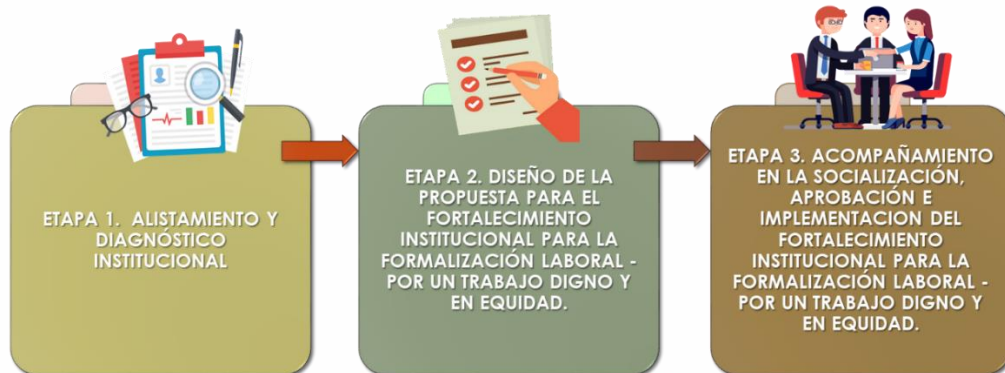 ETAPA 1. ALISTAMIENTO Y
DIAGNÓSTICO
INSTITUCIONAL
ETAPA 2. DISEÑO DE LA
PROPUESTA PARA EL
FORTALECIMIENTO
INSTITUCIONAL PARA LA
FORMALIZACIÓN LABORAL -
POR UN TRABAJO DIGNO Y
EN EQUIDAD.
ETAPA 3. ACOMPAÑAMIENTO
EN LA SOCIALIZACIÓN,
APROBACIÓN E
IMPLEMENTACION DEL
FORTALECIMIENTO
INSTITUCIONAL PARA LA
FORMALIZACIÓN LABORAL -
POR UN TRABAJO DIGNO Y
EN EQUIDAD.